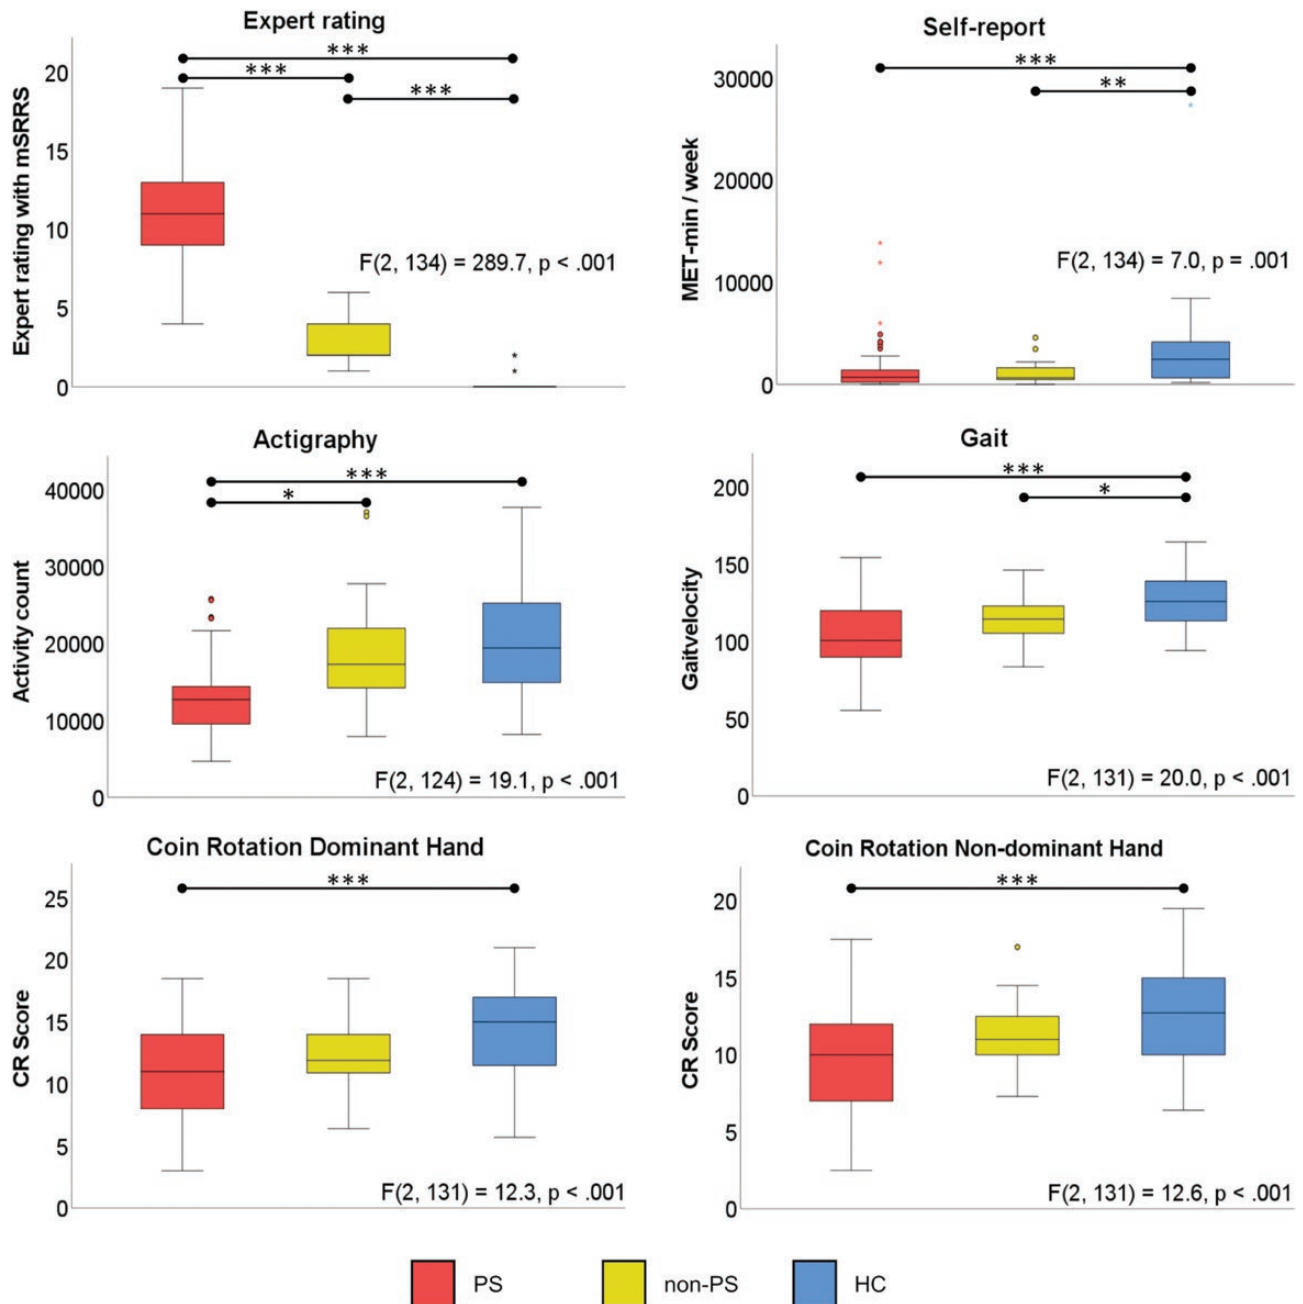 Expert rating
***
***
***
20
15
10
5
0
Expert rating with mSRRS
F(2, 134) = 289.7, p < .001
Self-report
***
**
30000
20000
10000
0
MET-min / week
F(2, 134) = 7.0, p = .001
Actigraphy
***
*
40000
30000
20000
10000
0
Activity count
F(2, 124) = 19.1, p < .001
Gait
***
*
200
150
100
50
0
Gaitvelocity
F(2, 131) = 20.0, p < .001
Coin Rotation Dominant Hand
***
25
20
15
10
5
0
CR Score
F(2, 131) = 12.3, p < .001
Coin Rotation Non-dominant Hand
***
20
15
10
5
0
CR Score
F(2, 131) = 12.6, p < .001
PS
non-PS
HC